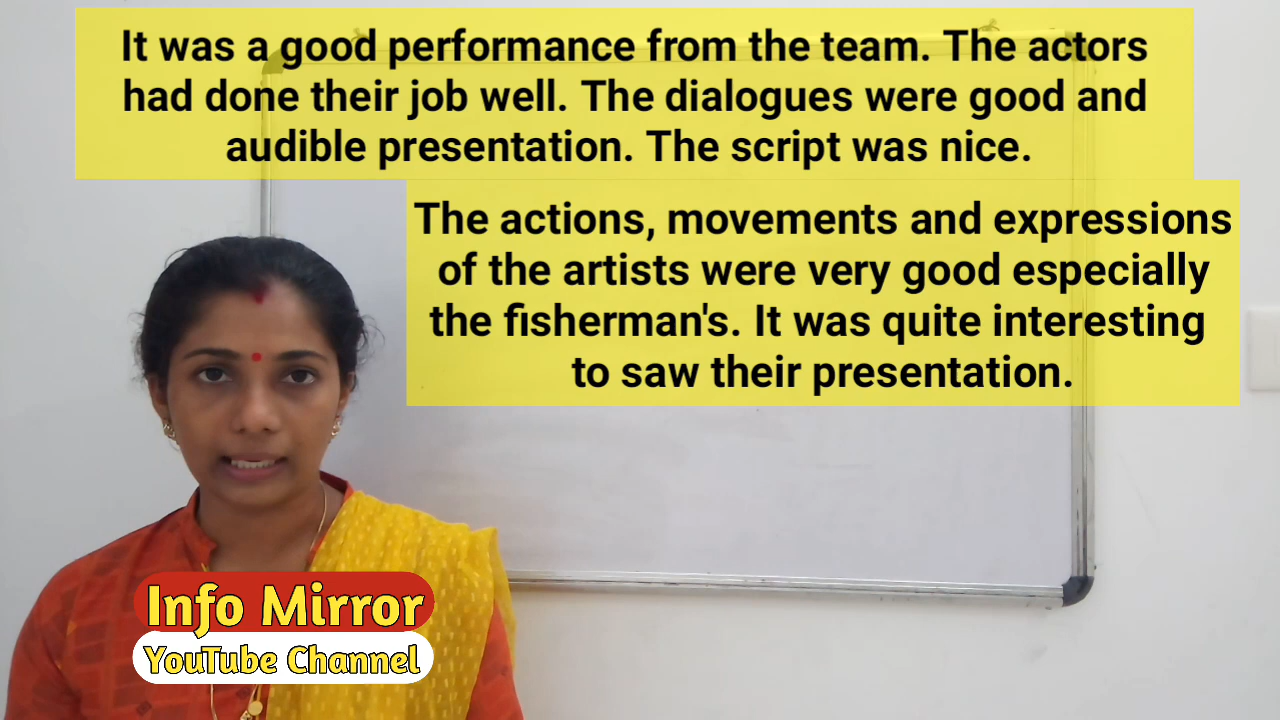 It was a good performance from the team. The actors
had done their job well. The dialogues were good and
audible presentation. The script was nice.
The actions, movements and expressions
of the artists were very good especially
the fisherman's. It was quite interesting
to saw their presentation.
Info Mirror
YouTube Channel